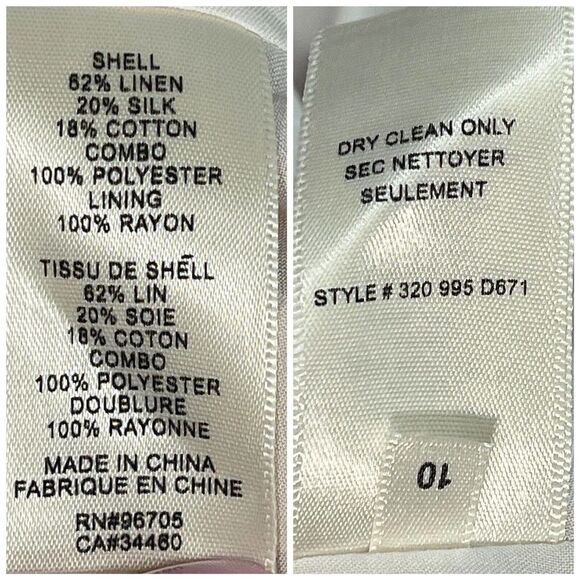 SHELL
62% LINEN
20% SILK
18% COTTON
COMBO
100% POLYESTER
LINING
100% RAYON
TISSU DE SHELL
62% LIN
20% SOIE
18% COTON
COMBO
100% POLYESTER
DOUBLURE
100% RAYONNE
MADE IN CHINA
FABRIQUE EN CHINE
RN#96705
CA#34460
DRY CLEAN ONLY
SEC NETTOYER
SEULEMENT
STYLE # 320 995 D671
10